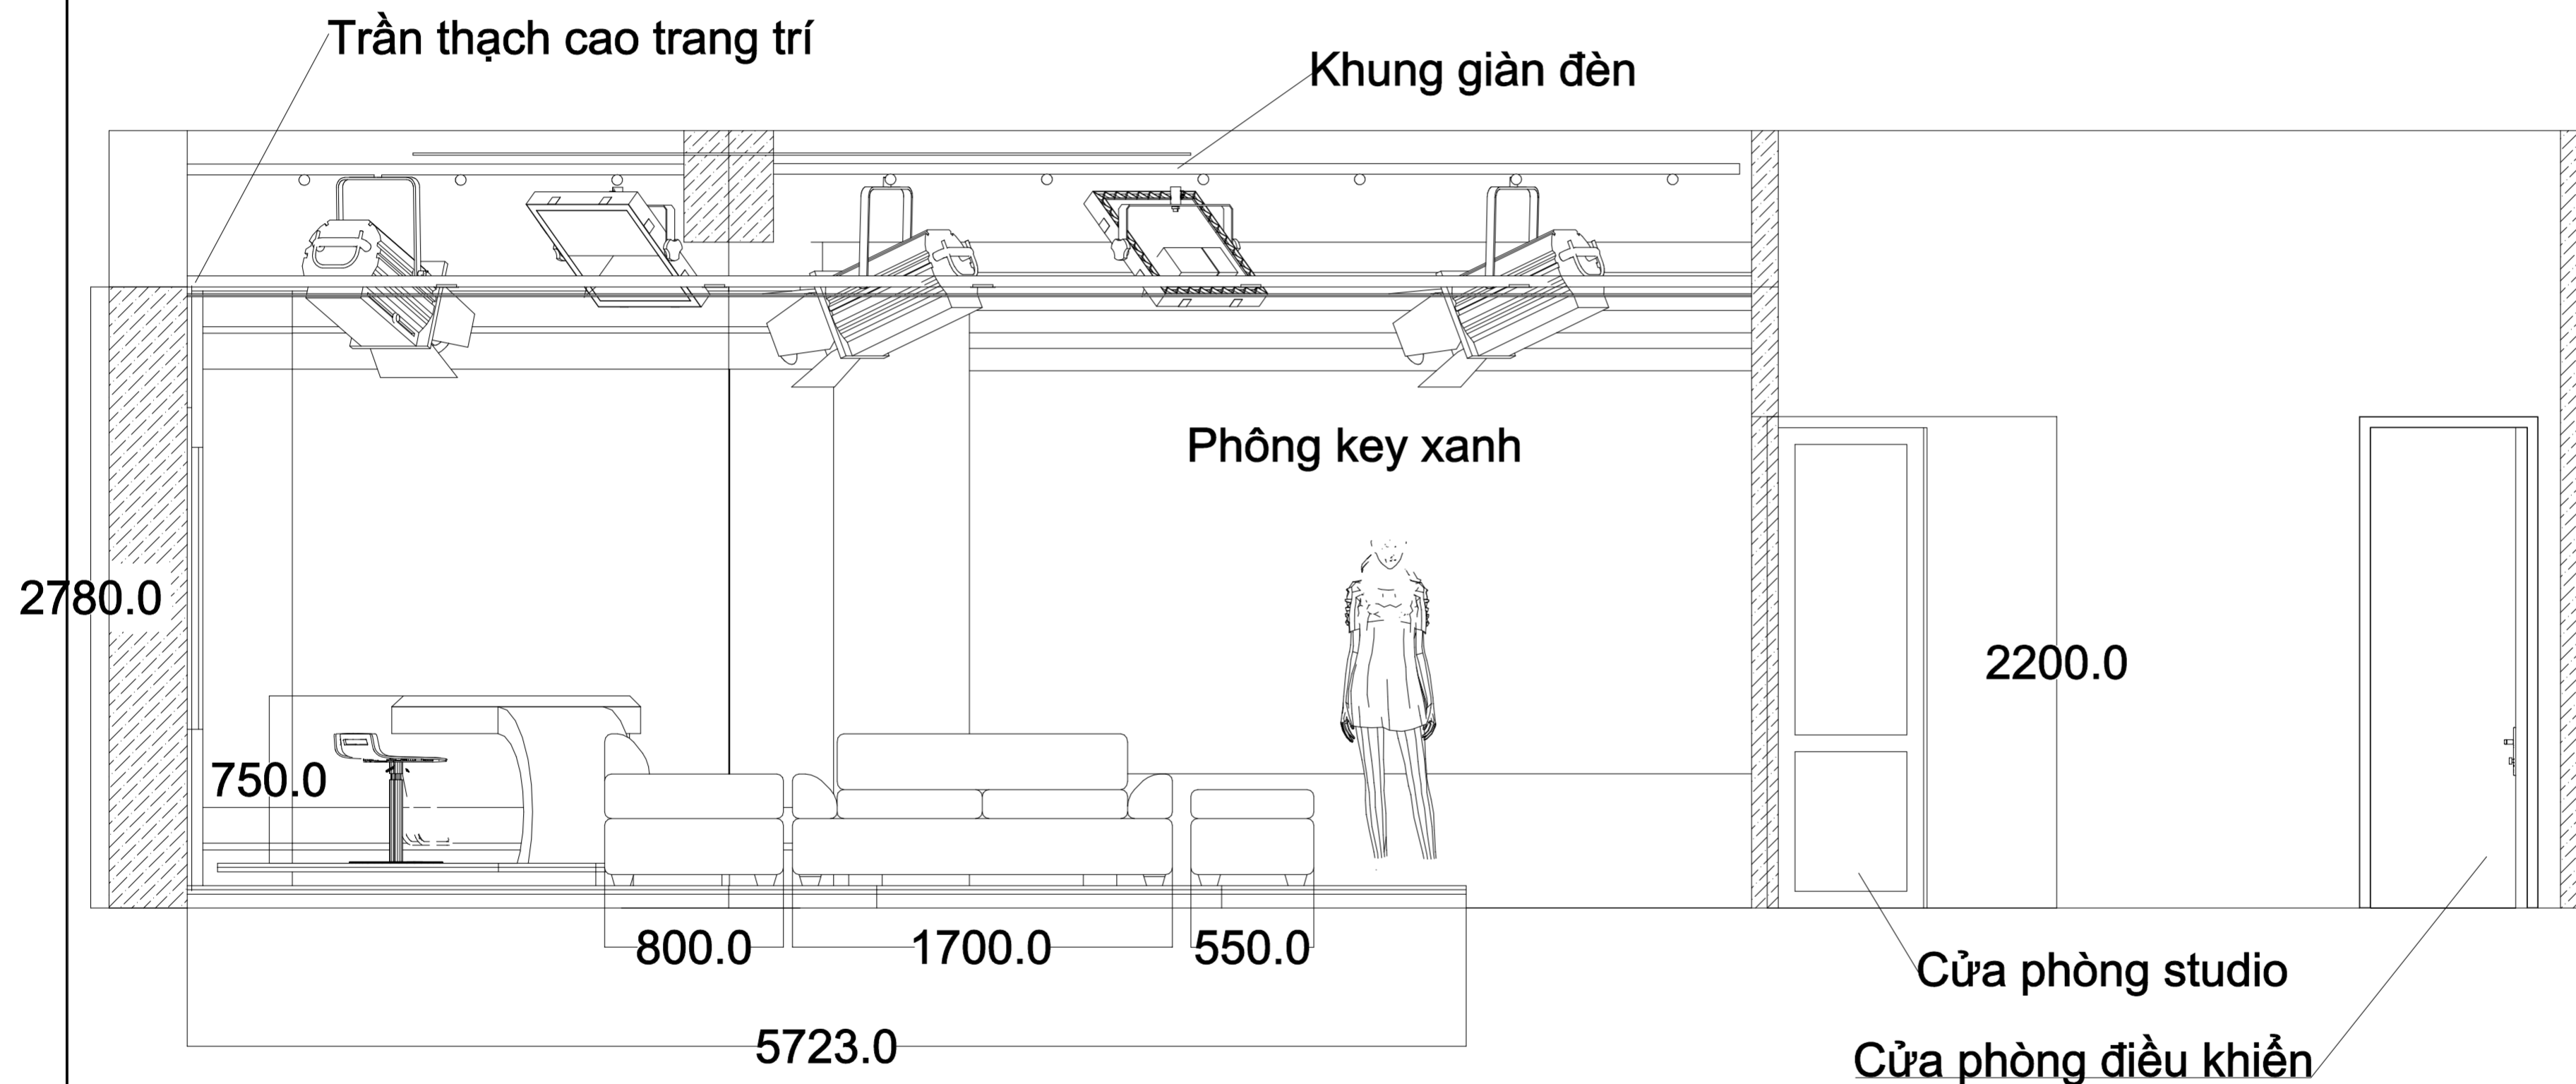 Trần thạch cao trang trí
Khung giàn đèn
Phông key xanh
2780.0
2200.0
750.0
800.0
1700.0
550.0
Cửa phòng studio
5723.0
Cửa phòng điều khiển